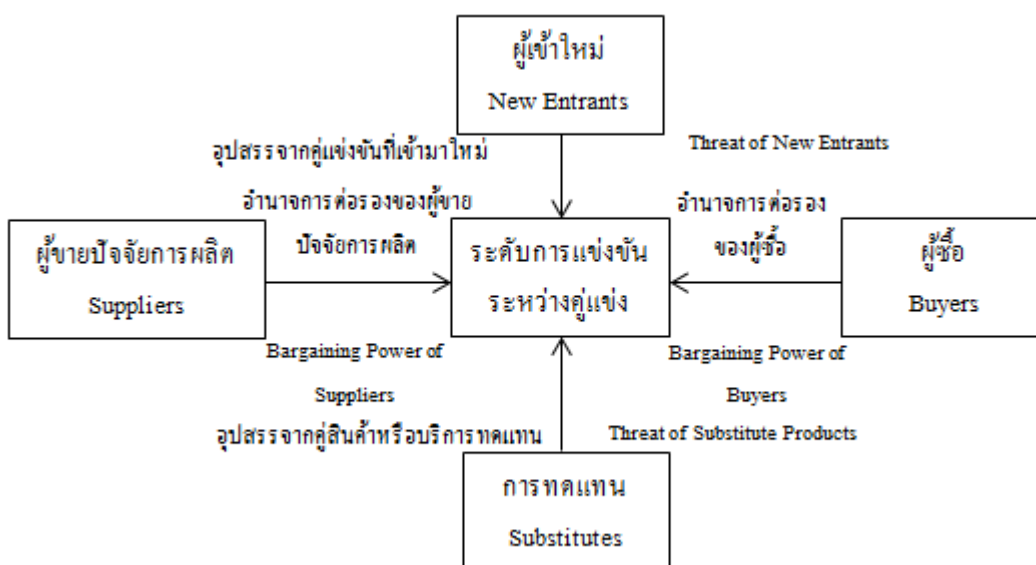 ผู้เข้าใหม่
New Entrants
อุปสรรจากคู่แข่งขันที่เข้ามาใหม่
Threat of New Entrants
อำนาจการต่อรองของผู้ขาย
ปัจจัยการผลิต
อำนาจการต่อรอง
ของผู้ซื้อ
ผู้ขายปัจจัยการผลิต
Suppliers
ระดับการแข่งขัน
ระหว่างคู่แข่ง
ผู้ซื้อ
Buyers
Bargaining Power of
Suppliers
Bargaining Power of
Buyers
อุปสรรจากคู่สินค้าหรือบริการทดแทน
Threat of Substitute Products
การทดแทน
Substitutes